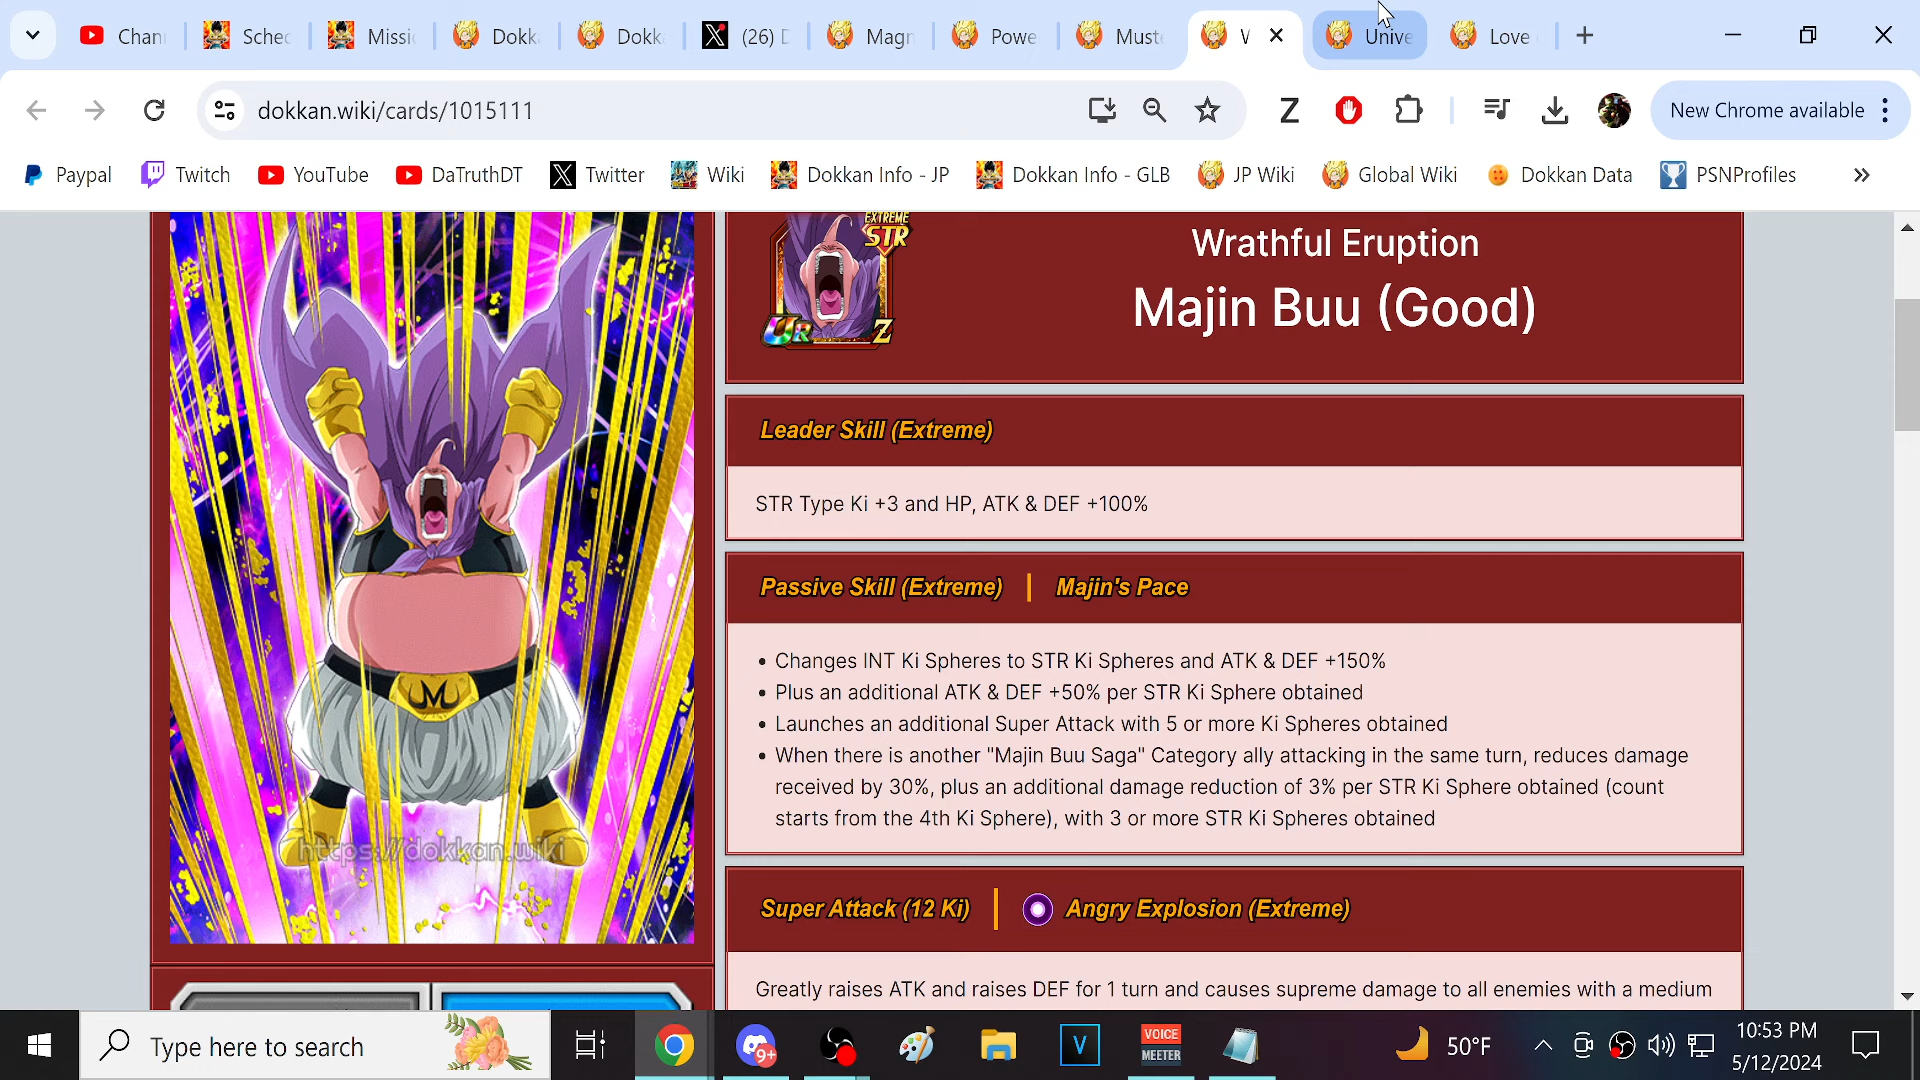 Chan
Sched
Missi
Dokk
Dokka
(26) D
Magn
Powe
Muste
V
Unive
Love
dokkan.wiki/cards/1015111
Z
New Chrome available
Paypal
Twitch
YouTube
DaTruthDT
Twitter
Wiki
Dokkan Info - JP
Dokkan Info - GLB
JP Wiki
Global Wiki
Dokkan Data
PSNProfiles
EXTREME
STR
UR
Z
Wrathful Eruption
Majin Buu (Good)
Leader Skill (Extreme)
STR Type Ki +3 and HP, ATK & DEF +100%
Passive Skill (Extreme) | Majin's Pace
• Changes INT Ki Spheres to STR Ki Spheres and ATK & DEF +150%
• Plus an additional ATK & DEF +50% per STR Ki Sphere obtained
• Launches an additional Super Attack with 5 or more Ki Spheres obtained
• When there is another "Majin Buu Saga" Category ally attacking in the same turn, reduces damage
received by 30%, plus an additional damage reduction of 3% per STR Ki Sphere obtained (count
starts from the 4th Ki Sphere), with 3 or more STR Ki Spheres obtained
https://dokkan.wiki
Super Attack (12 Ki) | Angry Explosion (Extreme)
Greatly raises ATK and raises DEF for 1 turn and causes supreme damage to all enemies with a medium
Type here to search
9+
V
VOICE
MEETER
50°F
10:53 PM
5/12/2024